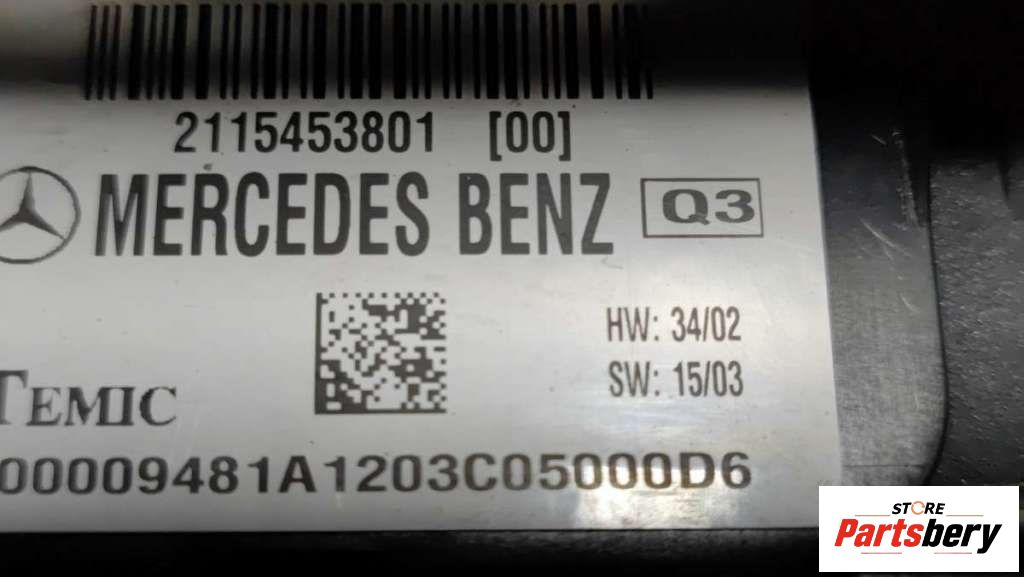 2115453801 [00]
MERCEDES BENZ Q3
HW: 34/02
SW: 15/03
TEMIC
00009481A1203C05000D6
STORE
Partsbery